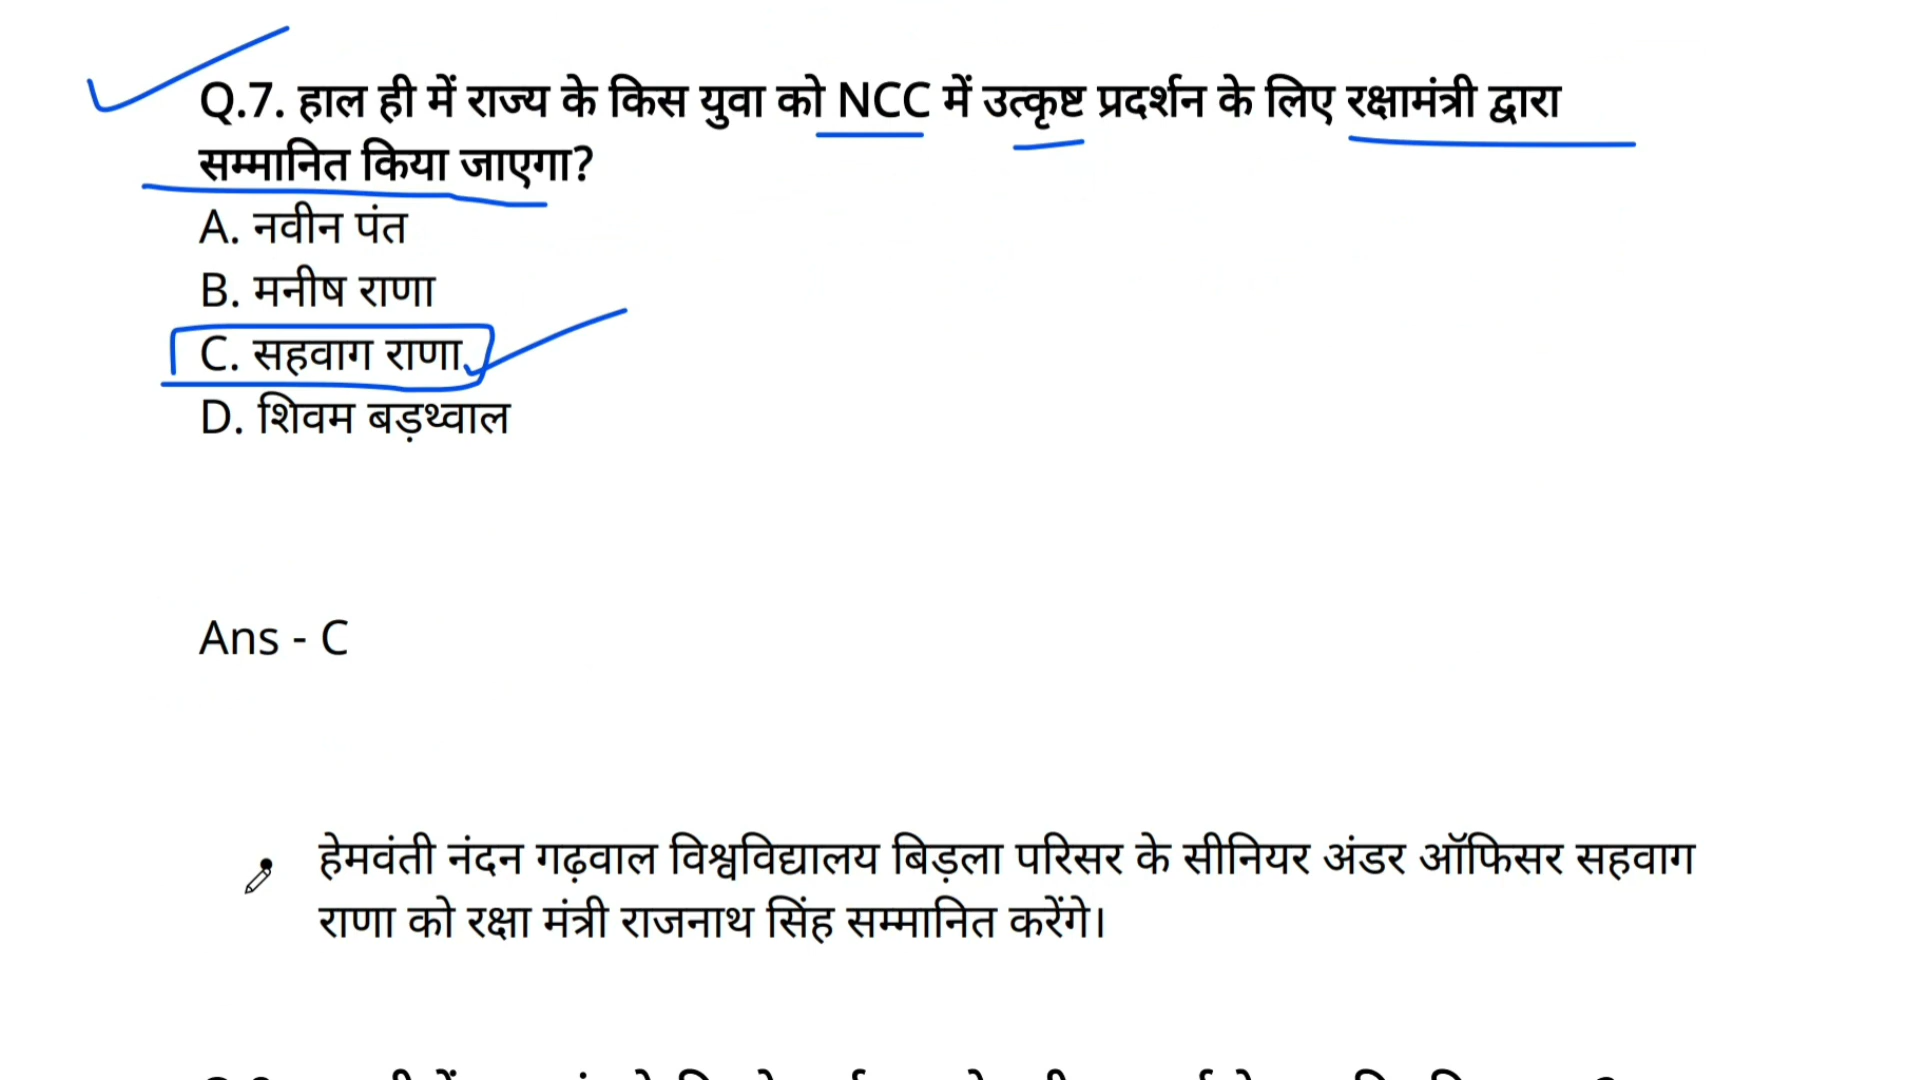 Q.7. हाल ही में राज्य के किस युवा को NCC में उत्कृष्ट प्रदर्शन के लिए रक्षामंत्री द्वारा
सम्मानित किया जाएगा?
A. नवीन पंत
B. मनीष राणा
C. सहवाग राणा
D. शिवम बड़थ्वाल
Ans - C
हेमवंती नंदन गढ़वाल विश्वविद्यालय बिड़ला परिसर के सीनियर अंडर ऑफिसर सहवाग
राणा को रक्षा मंत्री राजनाथ सिंह सम्मानित करेंगे।